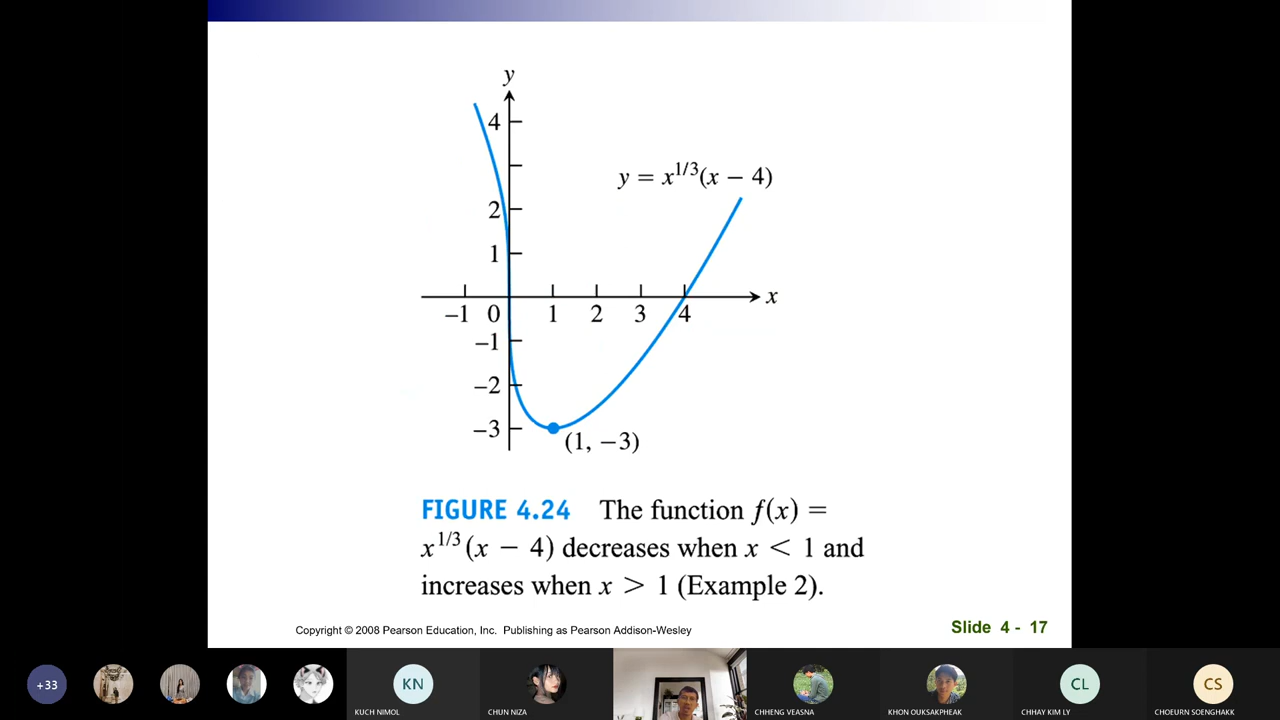 y
4
2
1
y = x^{1/3}(x − 4)
x
−1 0 1 2 3 4
−1
−2
−3
(1, −3)
FIGURE 4.24 The function f(x) =
x^{1/3}(x − 4) decreases when x < 1 and
increases when x > 1 (Example 2).
Copyright © 2008 Pearson Education, Inc. Publishing as Pearson Addison-Wesley
Slide 4 - 17
+33
KN
CL
CS
KUCH NIMOL
CHUN NIZA
CHHENG VEASNA
KHON OUKSAKPHEAK
CHHAY KIM LY
CHOEURN SOENGHAKK